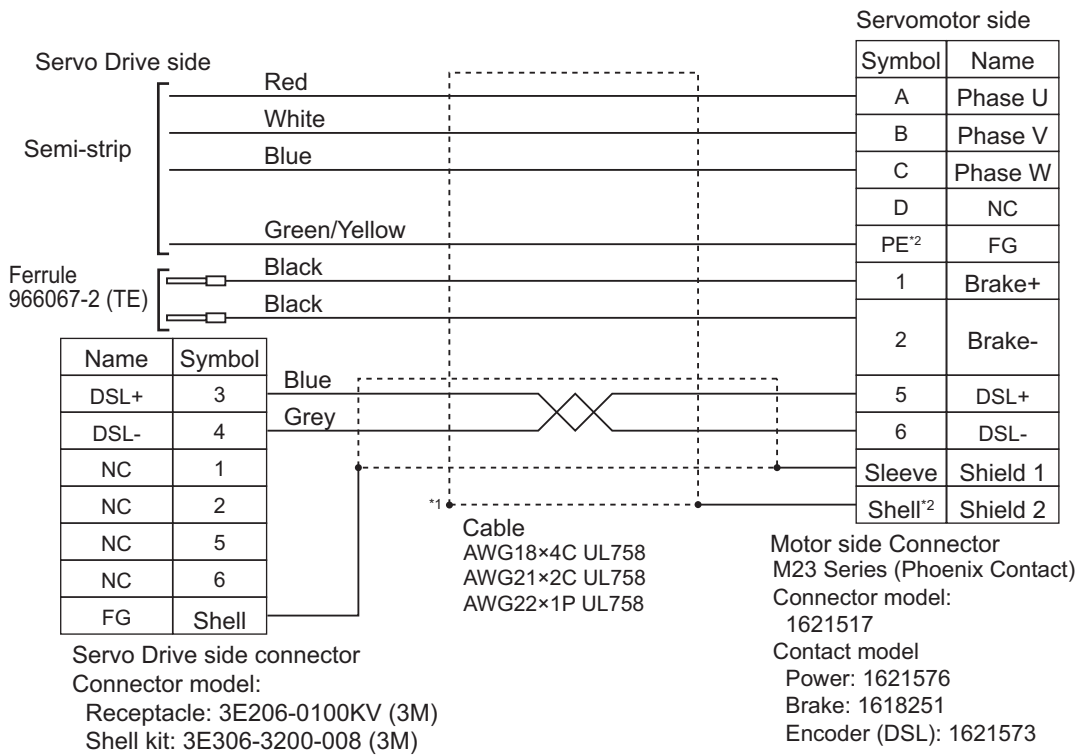 Servomotor side
Symbol Name
A Phase U
B Phase V
C Phase W
D NC
PE*2 FG
1 Brake+
2 Brake-
5 DSL+
6 DSL-
Sleeve Shield 1
Shell*2 Shield 2
Servo Drive side
Semi-strip
Red
White
Blue
Green/Yellow
Ferrule
966067-2 (TE)
Black
Black
Name Symbol
DSL+ 3
DSL- 4
NC 1
NC 2
NC 5
NC 6
FG Shell
Blue
Grey
*1
Cable
AWG18×4C UL758
AWG21×2C UL758
AWG22×1P UL758
Servo Drive side connector
Connector model:
Receptacle: 3E206-0100KV (3M)
Shell kit: 3E306-3200-008 (3M)
Motor side Connector
M23 Series (Phoenix Contact)
Connector model:
1621517
Contact model
Power: 1621576
Brake: 1618251
Encoder (DSL): 1621573